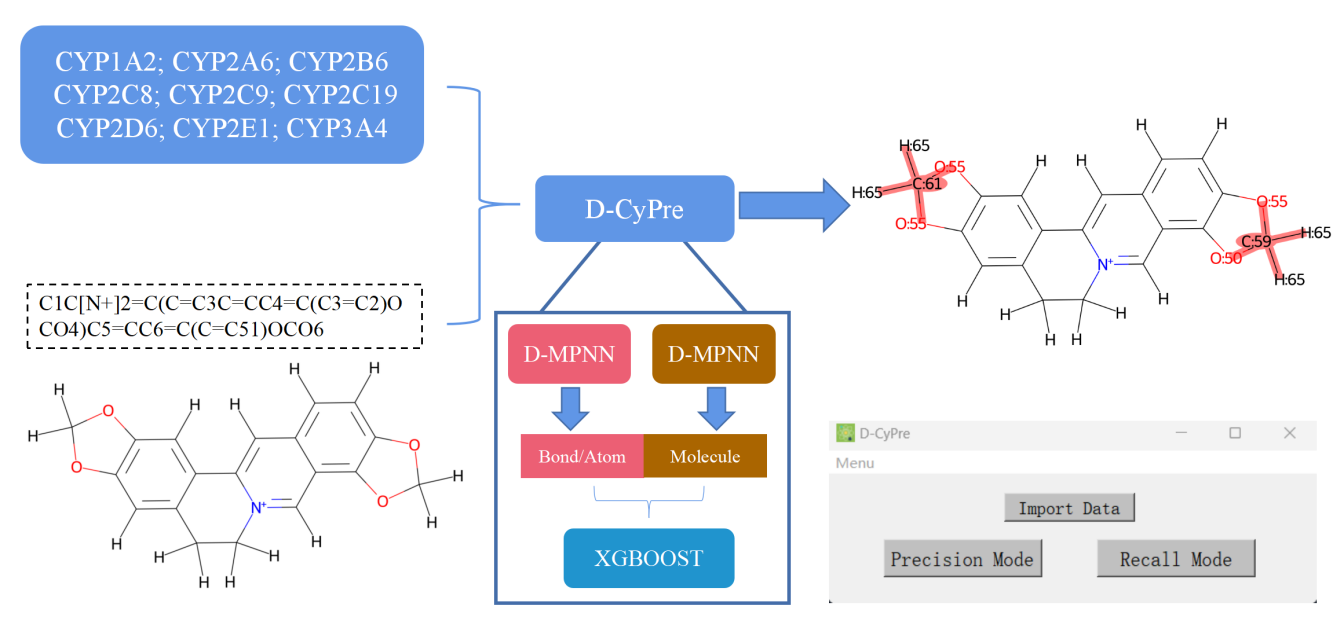 CYP1A2; CYP2A6; CYP2B6
CYP2C8; CYP2C9; CYP2C19
CYP2D6; CYP2E1; CYP3A4
C1C[N+]2=C(C=C3C=CC4=C(C3=C2)O
CO4)C5=CC6=C(C=C51)OCO6
H
H
O
O
H
H
H
H
H
O
O
H
H
N⁺
H
H
H
H
H
H
D-CyPre
D-MPNN
D-MPNN
Bond/Atom
Molecule
XGBOOST
H:65
H:65
C:61
O:55
O:55
H
H
H
H
O:55
C:59
O:50
H:65
H:65
N⁺
H
H
H
H
H
H
D-CyPre
Menu
Import Data
Precision Mode
Recall Mode